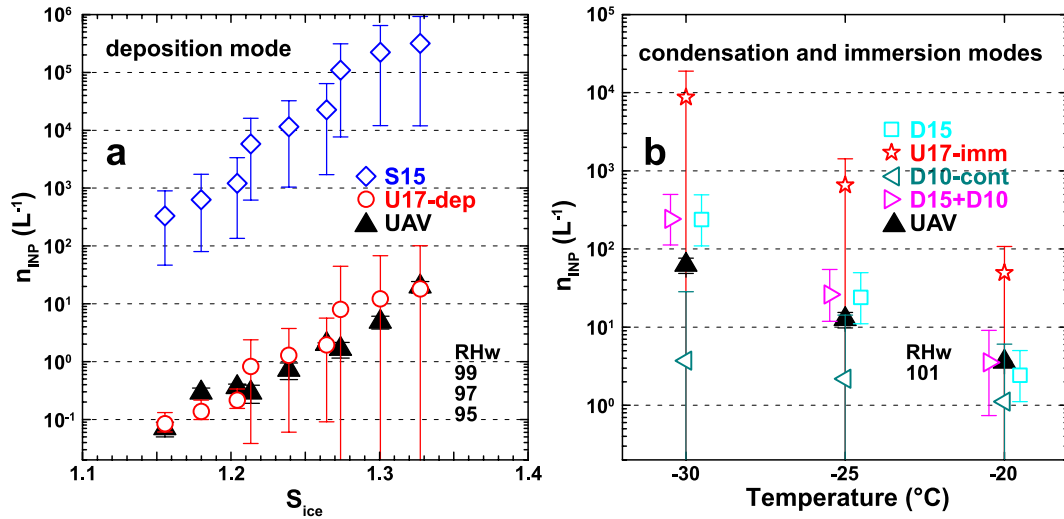 deposition mode
a
S15
U17-dep
UAV
RHw
99
97
95
10⁶
10⁵
10⁴
10³
10²
10¹
10⁰
10⁻¹
n_INP (L⁻¹)
1.1 1.2 1.3 1.4
S_ice
condensation and immersion modes
b
D15
U17-imm
D10-cont
D15+D10
UAV
RHw
101
10⁵
10⁴
10³
10²
10¹
10⁰
n_INP (L⁻¹)
-30 -25 -20
Temperature (°C)